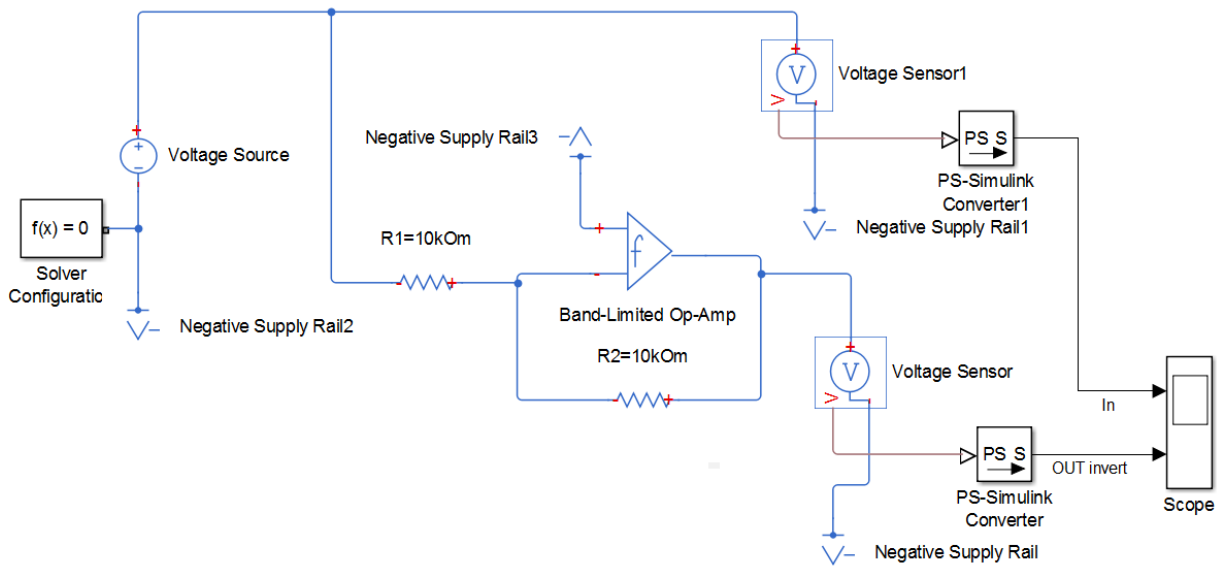 V
Voltage Sensor1
Voltage Source
Negative Supply Rail3
PS S
PS-Simulink
Converter1
f(x) = 0
Solver
Configuratic
R1=10kOm
f
Negative Supply Rail1
Negative Supply Rail2
Band-Limited Op-Amp
R2=10kOm
V
Voltage Sensor
In
PS S
OUT invert
PS-Simulink
Converter
Scope
Negative Supply Rail